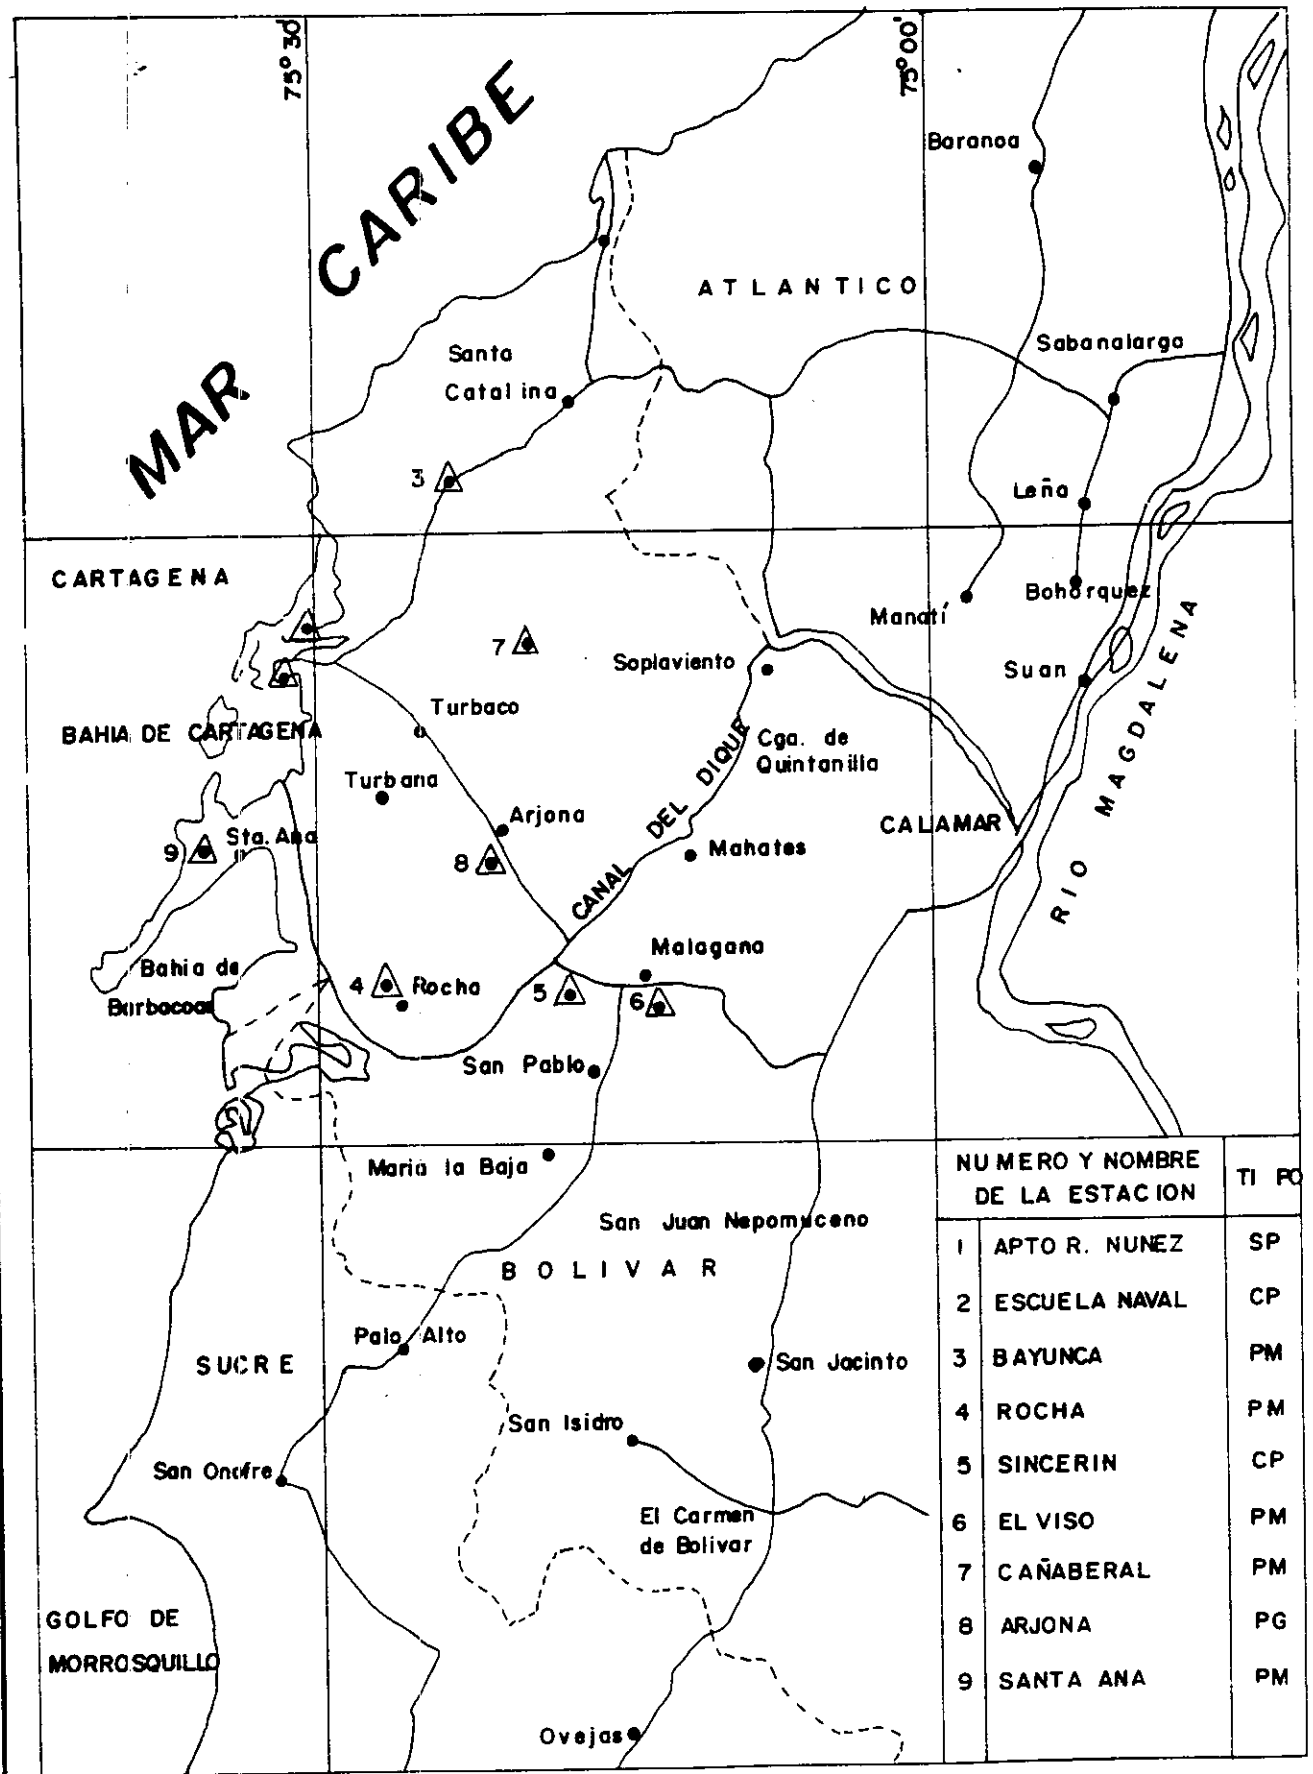 75° 30'
75° 00'
MAR CARIBE
Baranoa
ATLANTICO
Sabanalarga
Santa
Catalina
3
Leña
CARTAGENA
Bohorquez
Manatí
7
Soplaviento
Suan
Turbaco
BAHIA DE CARTAGENA
Cga. de
Quintanilla
Turbana
Arjona
CALAMAR
9
Sta. Ana
8
Mahates
CANAL DEL DIQUE
RIO MAGDALENA
Malagana
Bahia de
Barbacoas
4
Rocha
5
6
San Pablo
Maria la Baja
San Juan Nepomuceno
BOLIVAR
Palo Alto
SUCRE
San Jacinto
San Isidro
San Onofre
El Carmen
de Bolivar
GOLFO DE
MORROSQUILLO
Ovejas
NUMERO Y NOMBRE
DE LA ESTACION
TIPO
1 APTO R. NUNEZ SP
2 ESCUELA NAVAL CP
3 BAYUNCA PM
4 ROCHA PM
5 SINCERIN CP
6 EL VISO PM
7 CAÑABERAL PM
8 ARJONA PG
9 SANTA ANA PM